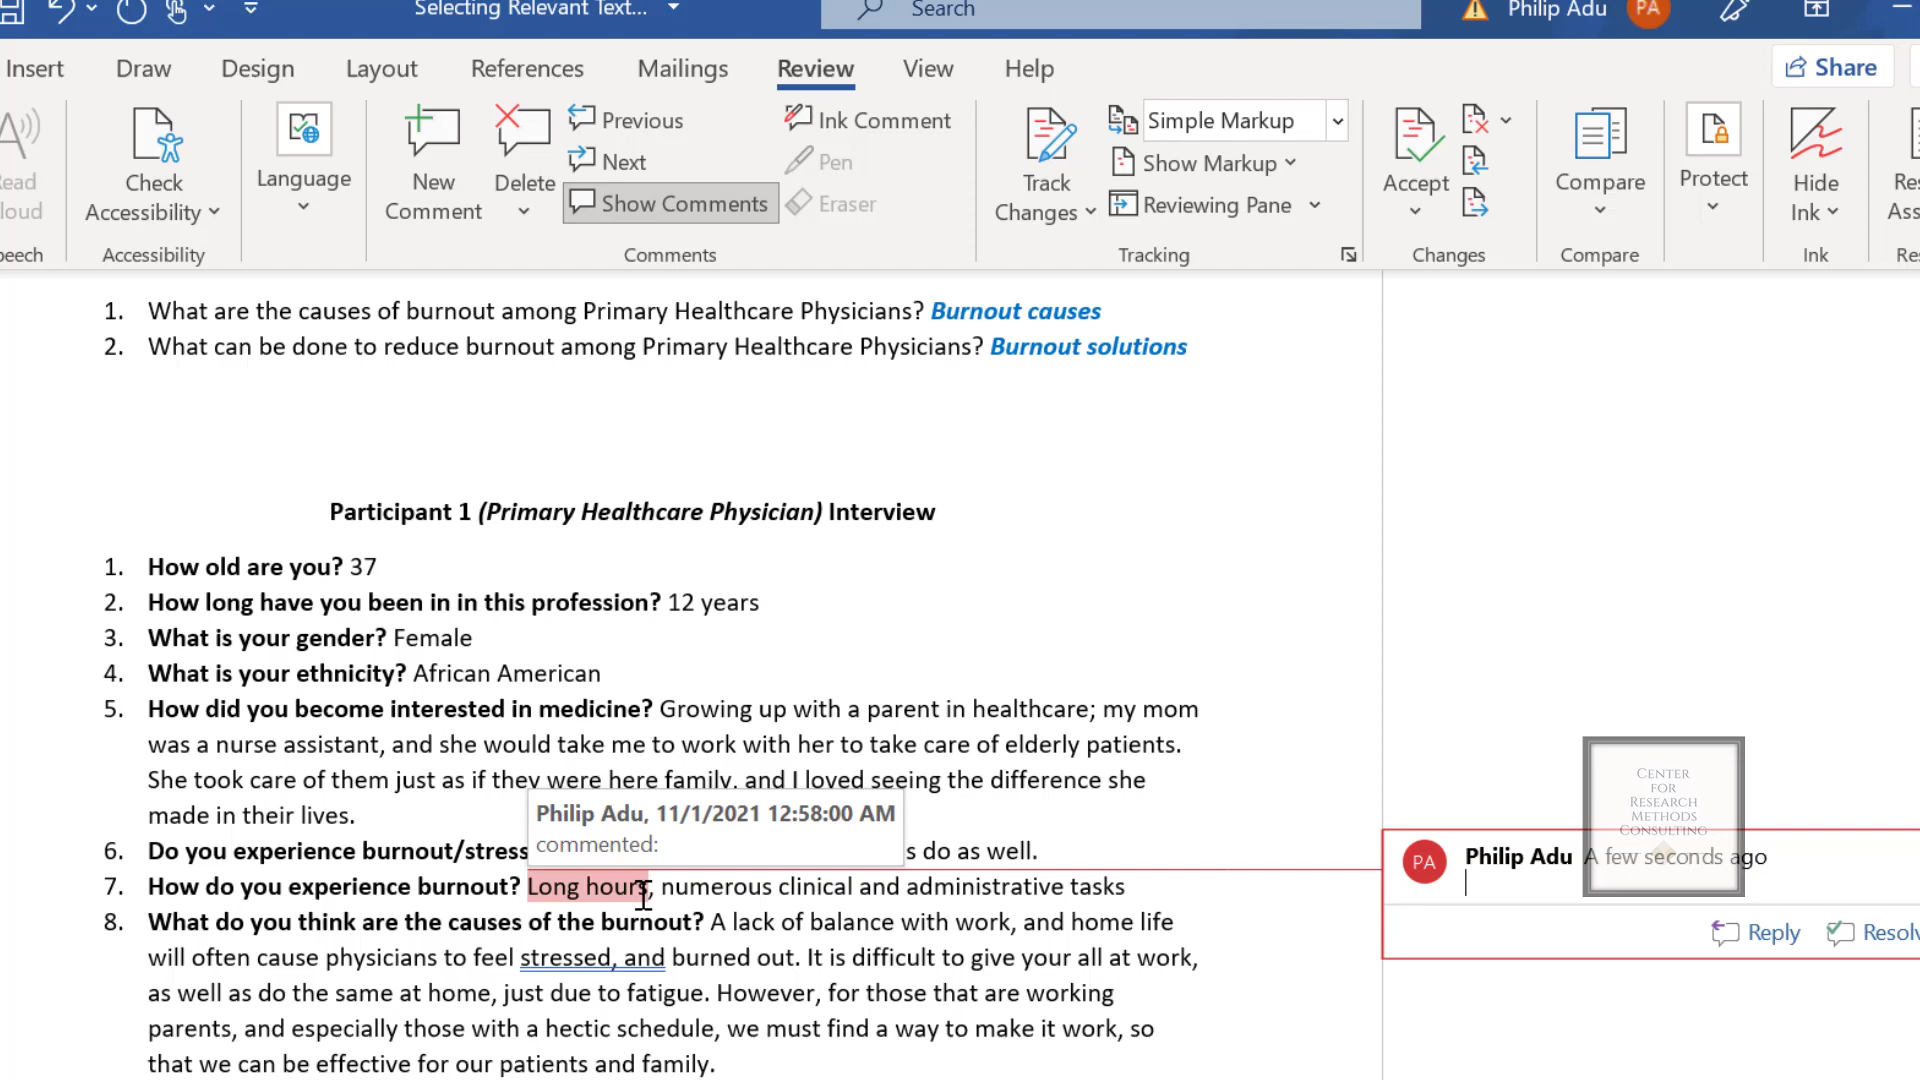 Selecting Relevant Text...
Search
Philip Adu
PA
Insert
Draw
Design
Layout
References
Mailings
Review
View
Help
Share
Check
Accessibility
Accessibility
Language
New
Comment
Delete
Previous
Next
Show Comments
Ink Comment
Pen
Eraser
Comments
Track
Changes
Simple Markup
Show Markup
Reviewing Pane
Tracking
Accept
Changes
Compare
Compare
Protect
Hide
Ink
Ink
1. What are the causes of burnout among Primary Healthcare Physicians? Burnout causes
2. What can be done to reduce burnout among Primary Healthcare Physicians? Burnout solutions
Participant 1 (Primary Healthcare Physician) Interview
1. How old are you? 37
2. How long have you been in in this profession? 12 years
3. What is your gender? Female
4. What is your ethnicity? African American
5. How did you become interested in medicine? Growing up with a parent in healthcare; my mom
was a nurse assistant, and she would take me to work with her to take care of elderly patients.
She took care of them just as if they were here family, and I loved seeing the difference she
made in their lives.
Philip Adu, 11/1/2021 12:58:00 AM
commented:
6. Do you experience burnout/stress s do as well.
7. How do you experience burnout? Long hours, numerous clinical and administrative tasks
8. What do you think are the causes of the burnout? A lack of balance with work, and home life
will often cause physicians to feel stressed, and burned out. It is difficult to give your all at work,
as well as do the same at home, just due to fatigue. However, for those that are working
parents, and especially those with a hectic schedule, we must find a way to make it work, so
that we can be effective for our patients and family.
CENTER
FOR
RESEARCH
METHODS
CONSULTING
PA
Philip Adu A few seconds ago
Reply
Resolv